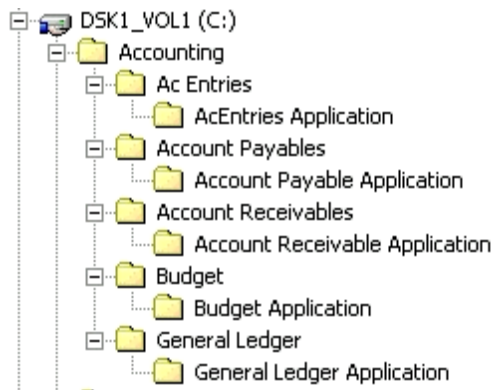 DSK1_VOL1 (C:)
Accounting
Ac Entries
AcEntries Application
Account Payables
Account Payable Application
Account Receivables
Account Receivable Application
Budget
Budget Application
General Ledger
General Ledger Application